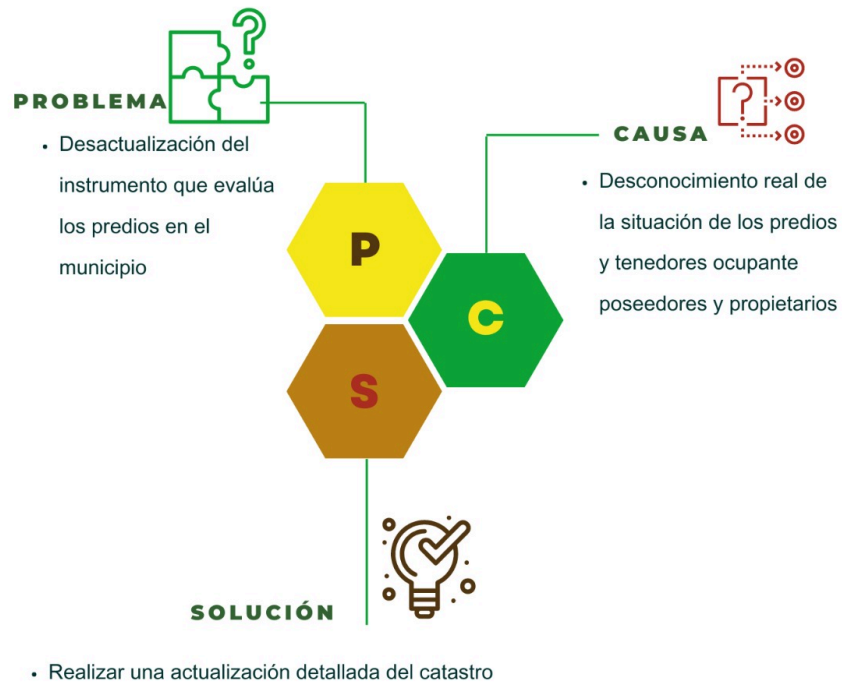 PROBLEMA
• Desactualización del
instrumento que evalúa
los predios en el
municipio
CAUSA
• Desconocimiento real de
la situación de los predios
y tenedores ocupante
poseedores y propietarios
P
C
S
SOLUCIÓN
• Realizar una actualización detallada del catastro